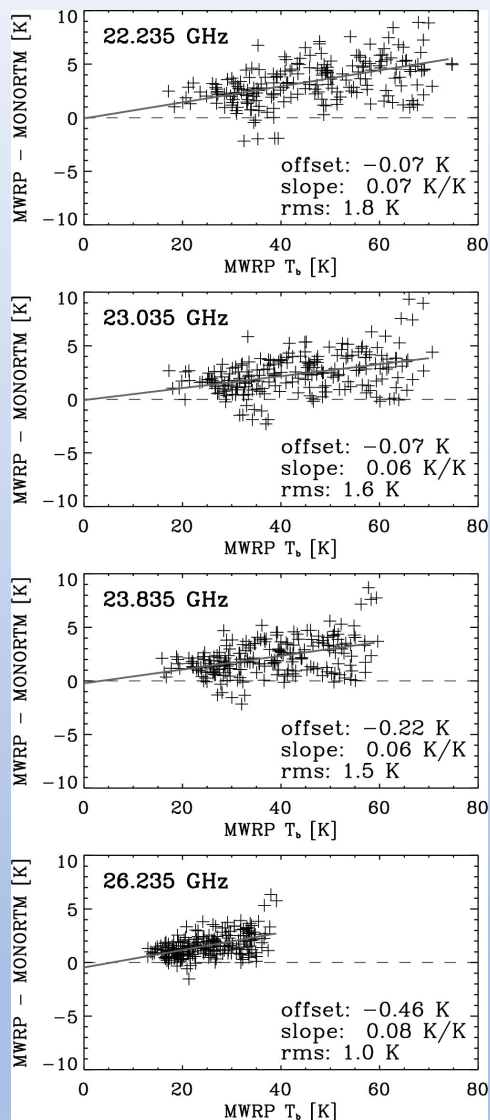 22.235 GHz
10
5
0
−5
−10
MWRP − MONORTM [K]
offset: −0.07 K
slope: 0.07 K/K
rms: 1.8 K
0 20 40 60 80
MWRP T_b [K]
23.035 GHz
10
5
0
−5
−10
MWRP − MONORTM [K]
offset: −0.07 K
slope: 0.06 K/K
rms: 1.6 K
0 20 40 60 80
MWRP T_b [K]
23.835 GHz
10
5
0
−5
−10
MWRP − MONORTM [K]
offset: −0.22 K
slope: 0.06 K/K
rms: 1.5 K
0 20 40 60 80
MWRP T_b [K]
26.235 GHz
10
5
0
−5
−10
MWRP − MONORTM [K]
offset: −0.46 K
slope: 0.08 K/K
rms: 1.0 K
0 20 40 60 80
MWRP T_b [K]